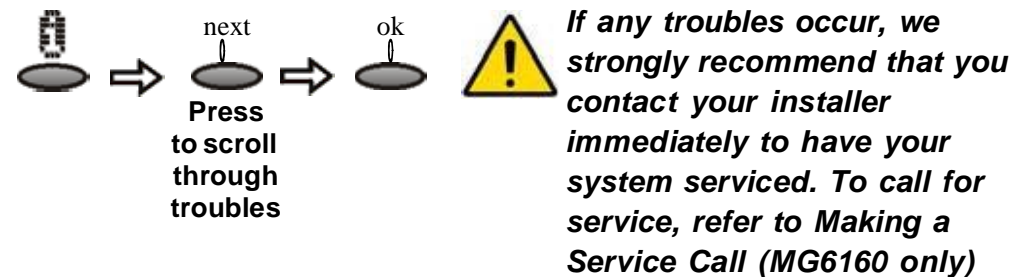 next
ok
Press
to scroll
through
troubles
If any troubles occur, we
strongly recommend that you
contact your installer
immediately to have your
system serviced. To call for
service, refer to Making a
Service Call (MG6160 only)